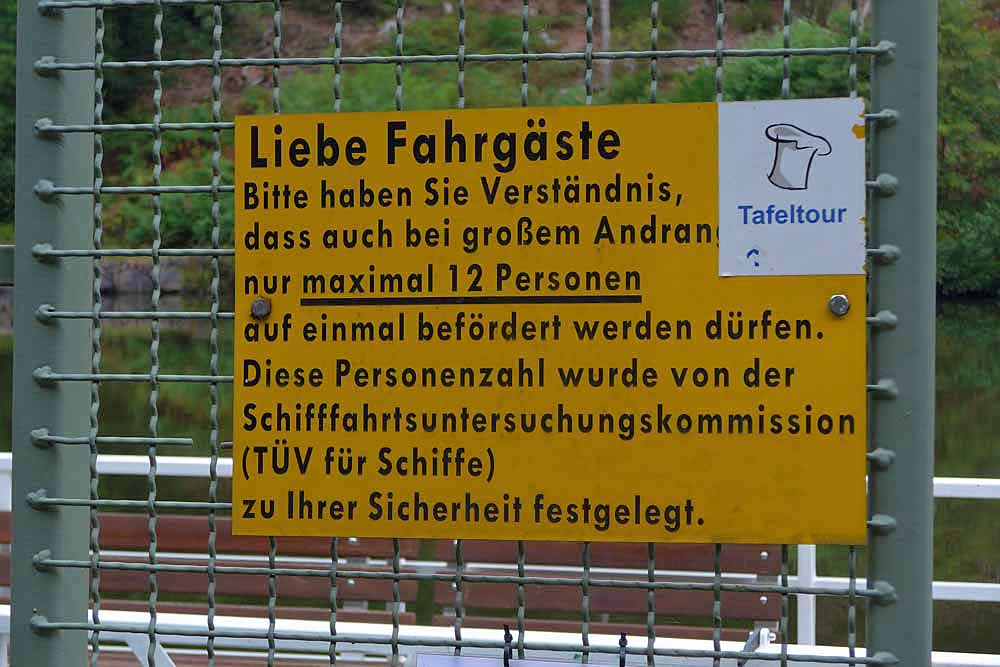 Liebe Fahrgäste
Bitte haben Sie Verständnis,
dass auch bei großem Andrang
nur maximal 12 Personen
auf einmal befördert werden dürfen.
Diese Personenzahl wurde von der
Schifffahrtsuntersuchungskommission
(TÜV für Schiffe)
zu Ihrer Sicherheit festgelegt.
Tafeltour